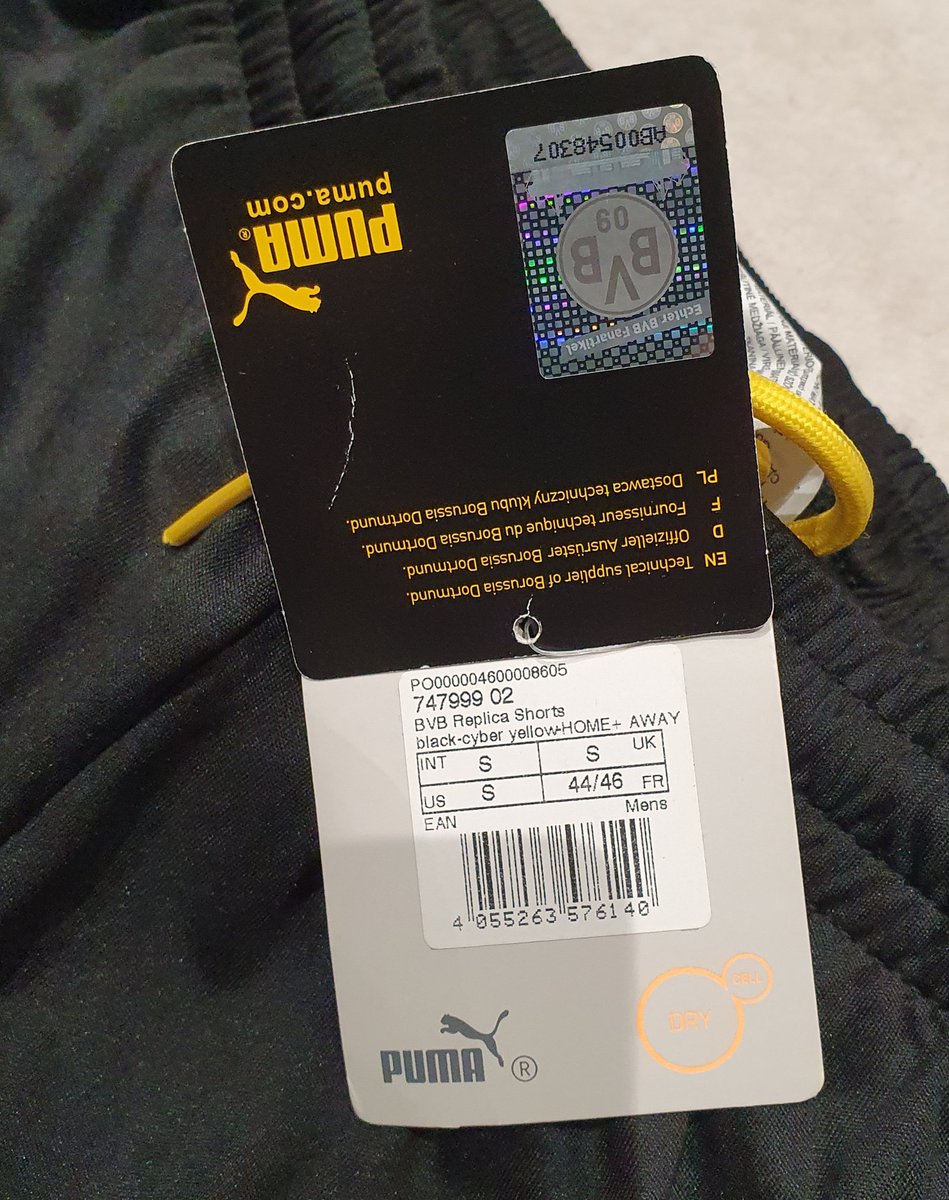 EN Technical supplier of Borussia Dortmund.
D Offizieller Ausrüster Borussia Dortmund.
F Fournisseur technique du Borussia Dortmund.
PL Dostawca techniczny klubu Borussia Dortmund.
Echter BVB Fanartikel
BVB
09
AB00548307
PUMA®
puma.com
PO000004600008605
747999 02
BVB Replica Shorts
black-cyber yellow-HOME+ AWAY
INT S S UK
US S 44/46 FR
EAN Mens
4 055263 576140
PUMA ®
DRY CELL